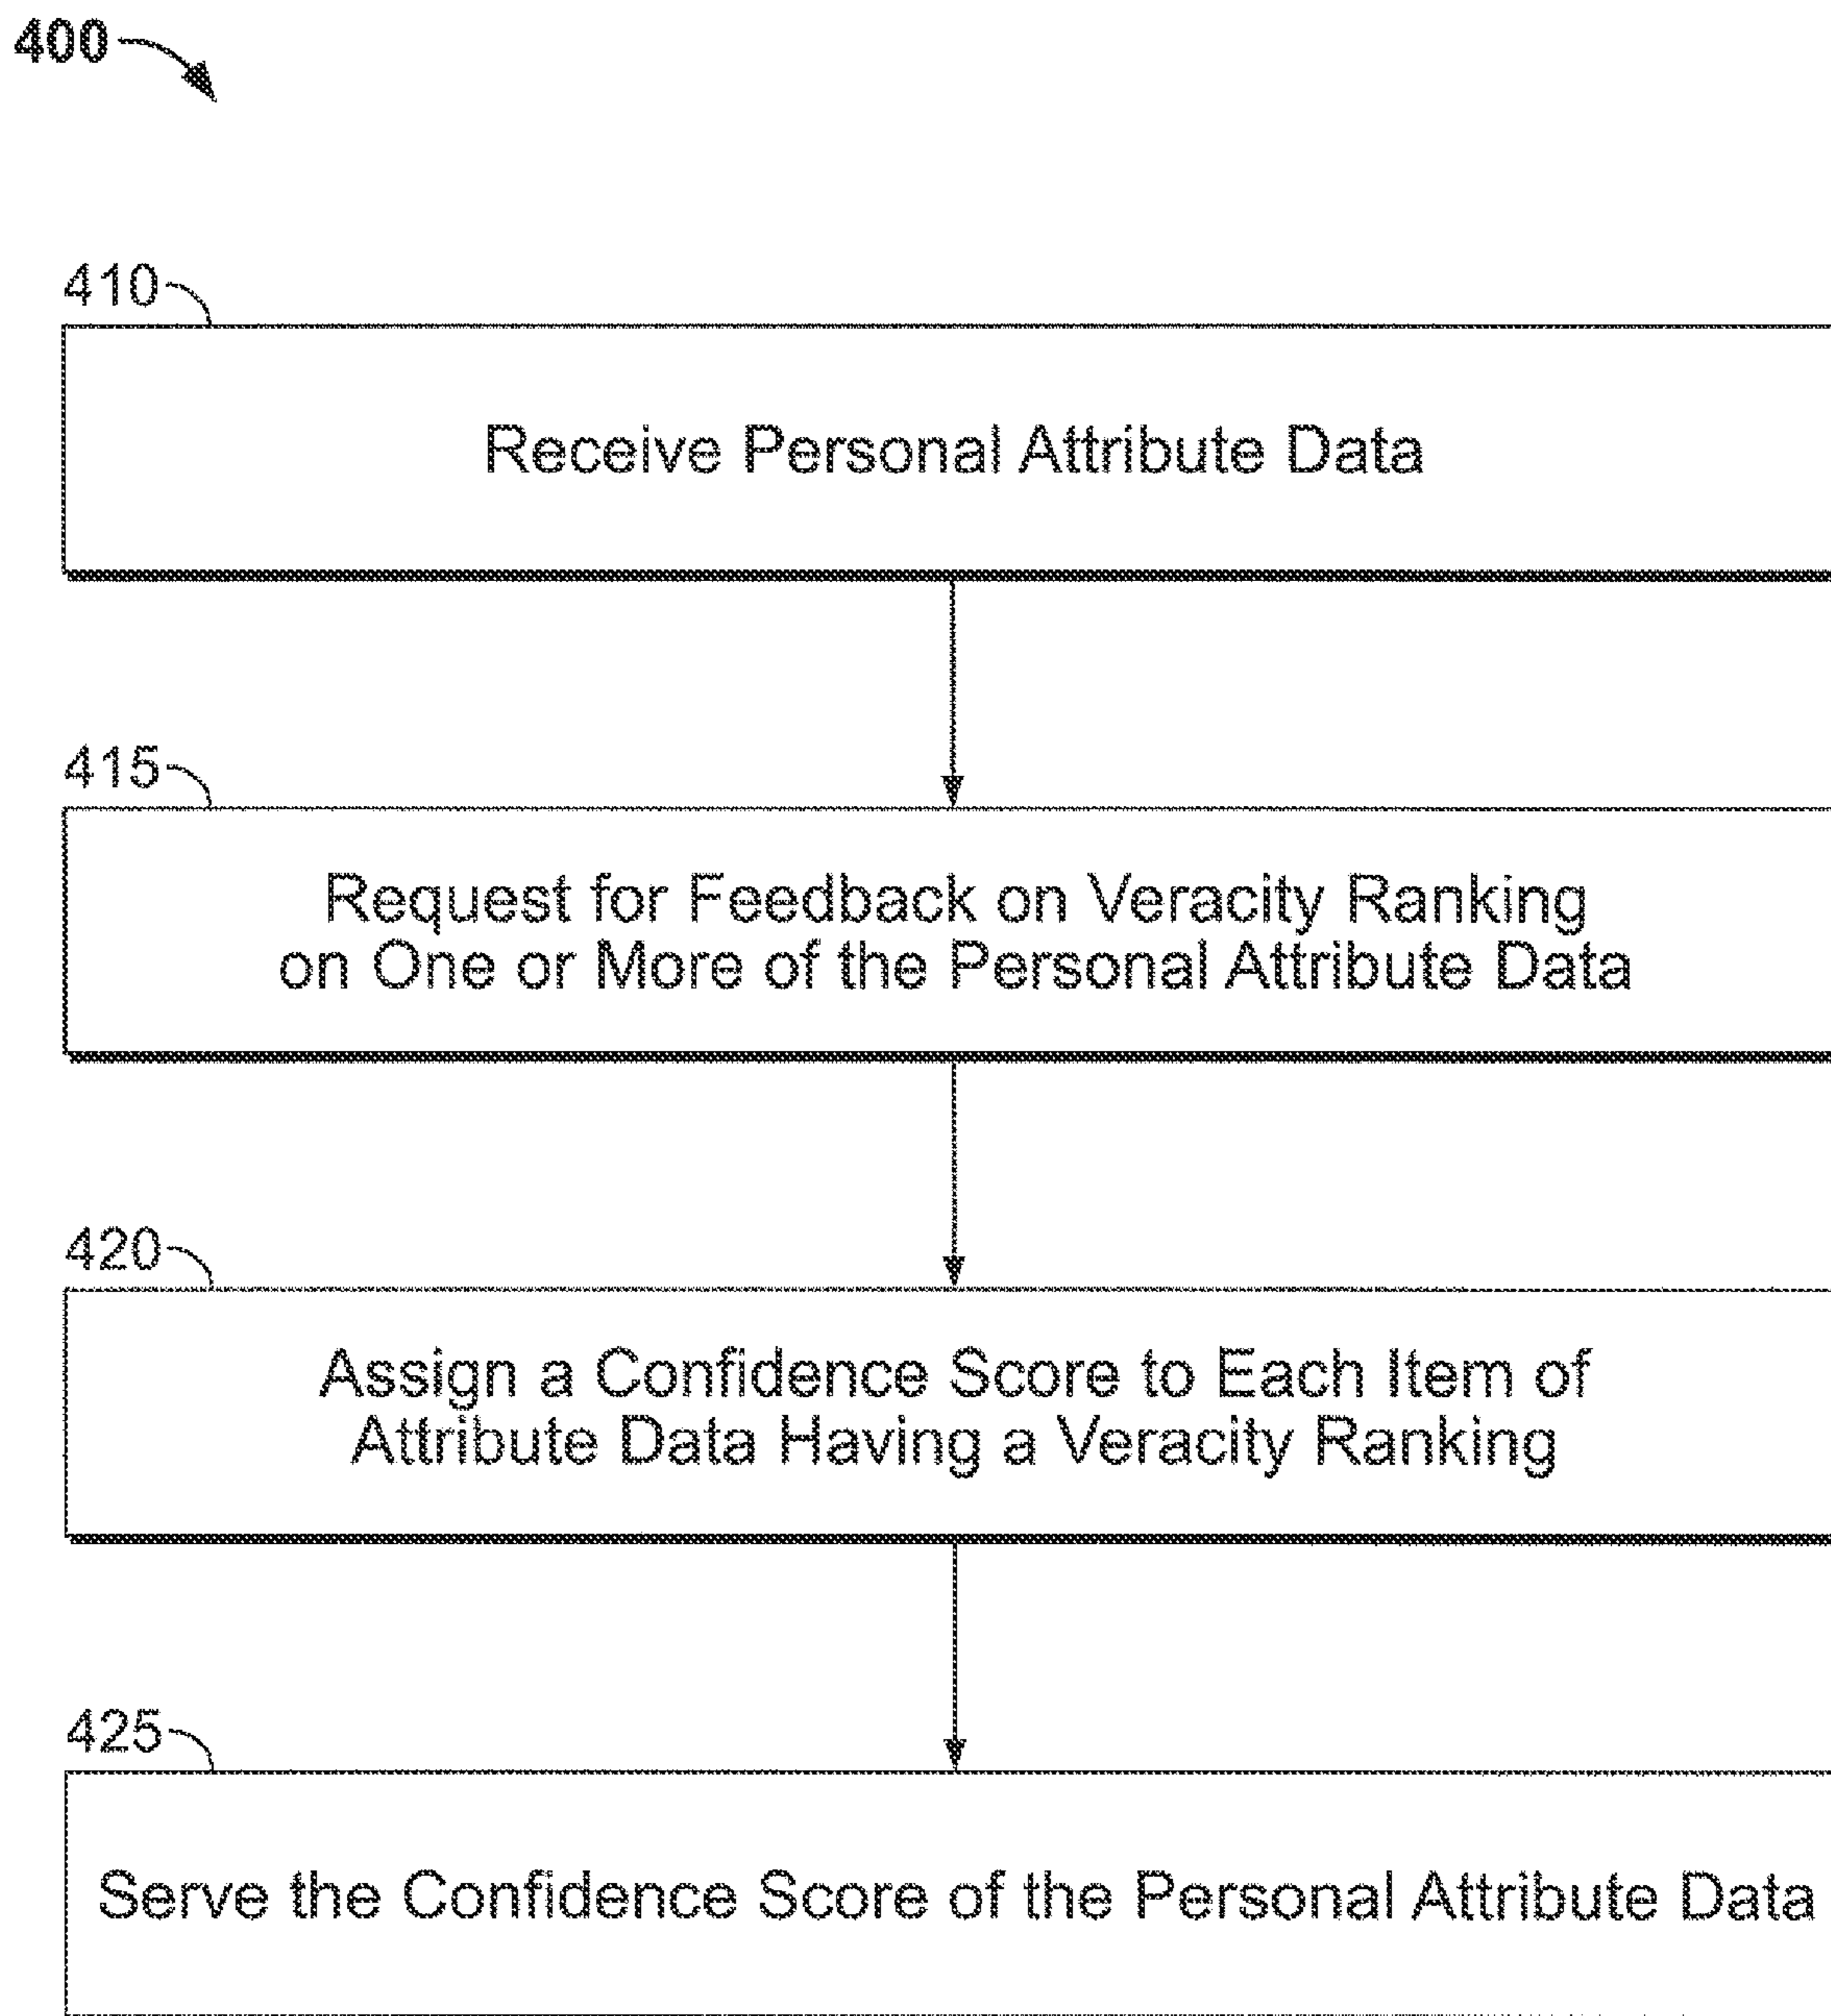 400
410
Receive Personal Attribute Data
415
Request for Feedback on Veracity Ranking
on One or More of the Personal Attribute Data
420
Assign a Confidence Score to Each Item of
Attribute Data Having a Veracity Ranking
425
Serve the Confidence Score of the Personal Attribute Data